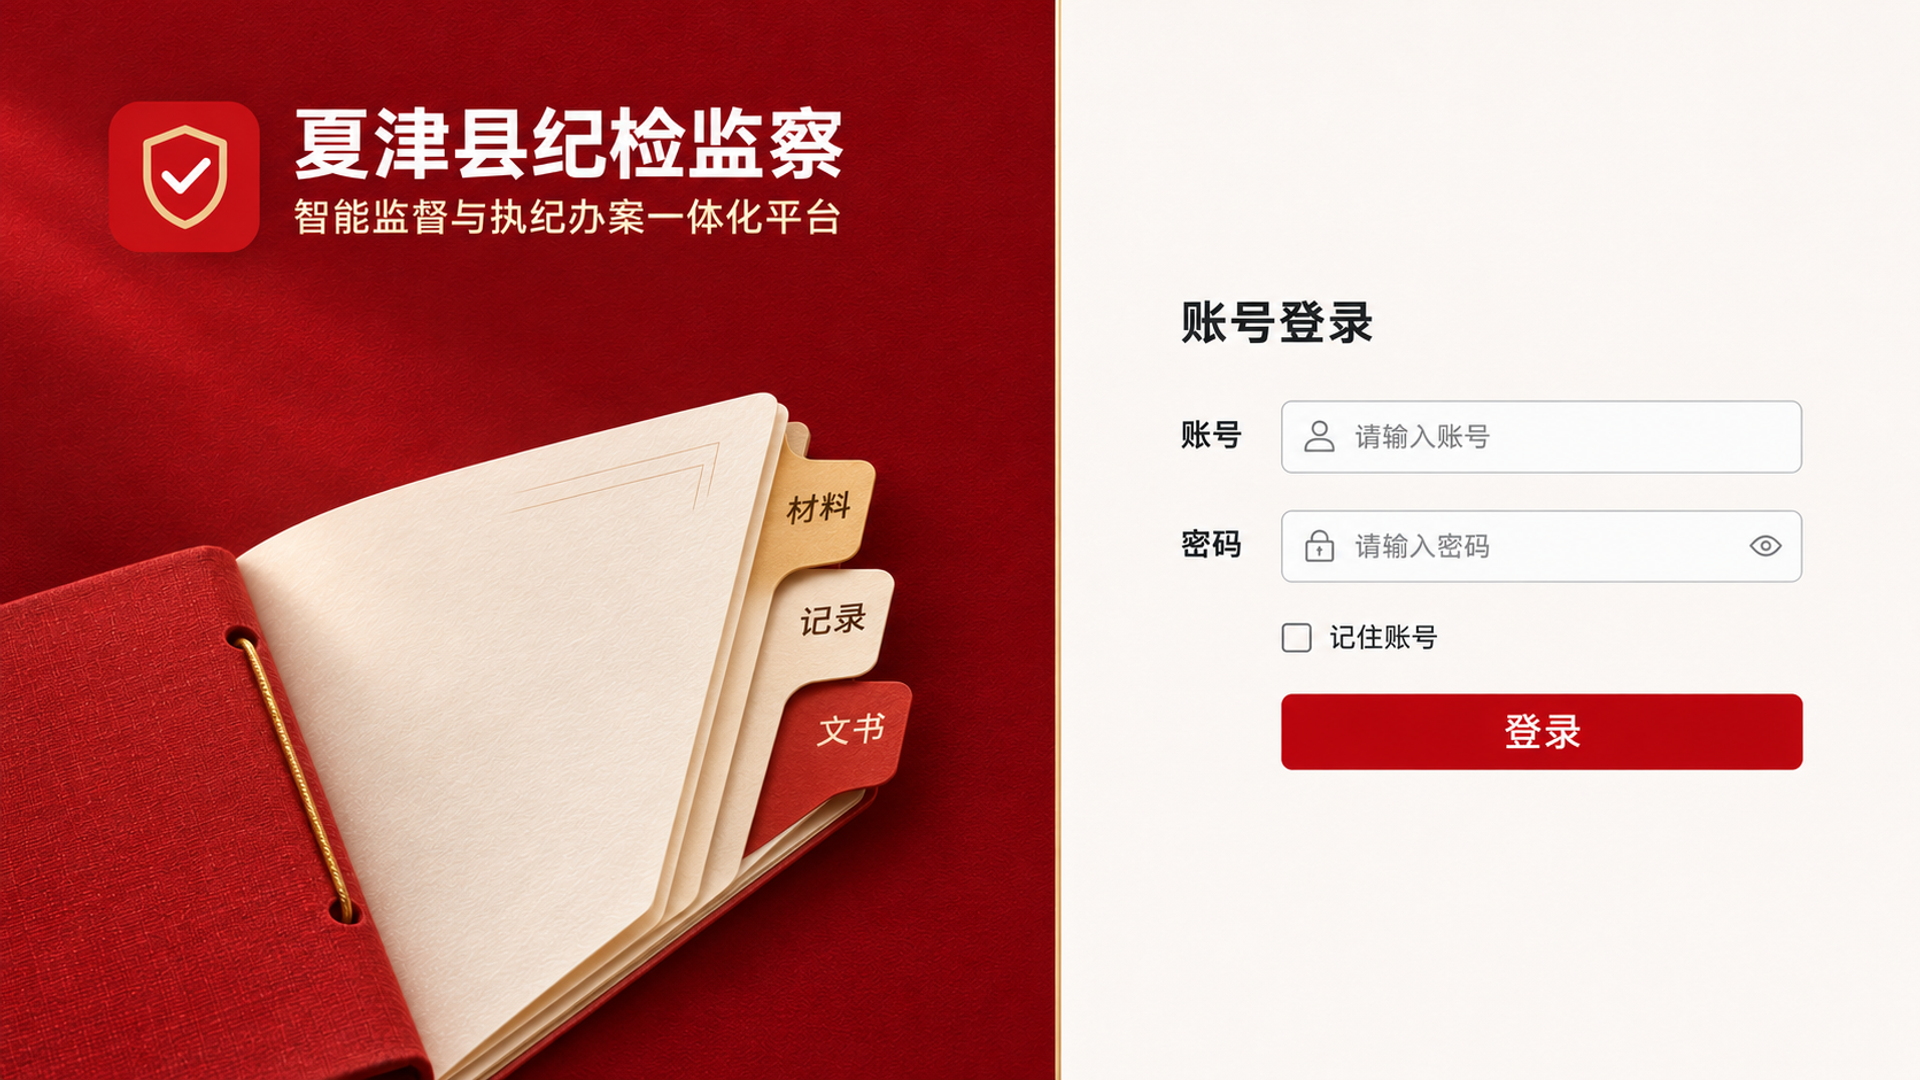 夏津县纪检监察
智能监督与执纪办案一体化平台
材料
记录
文书
账号登录
账号
请输入账号
密码
请输入密码
记住账号
登录